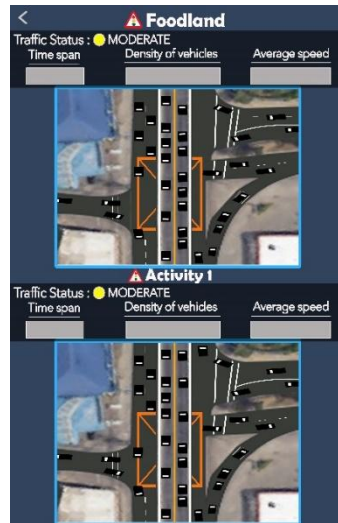 Foodland
Traffic Status : MODERATE
Time span Density of vehicles Average speed
Activity 1
Traffic Status : MODERATE
Time span Density of vehicles Average speed